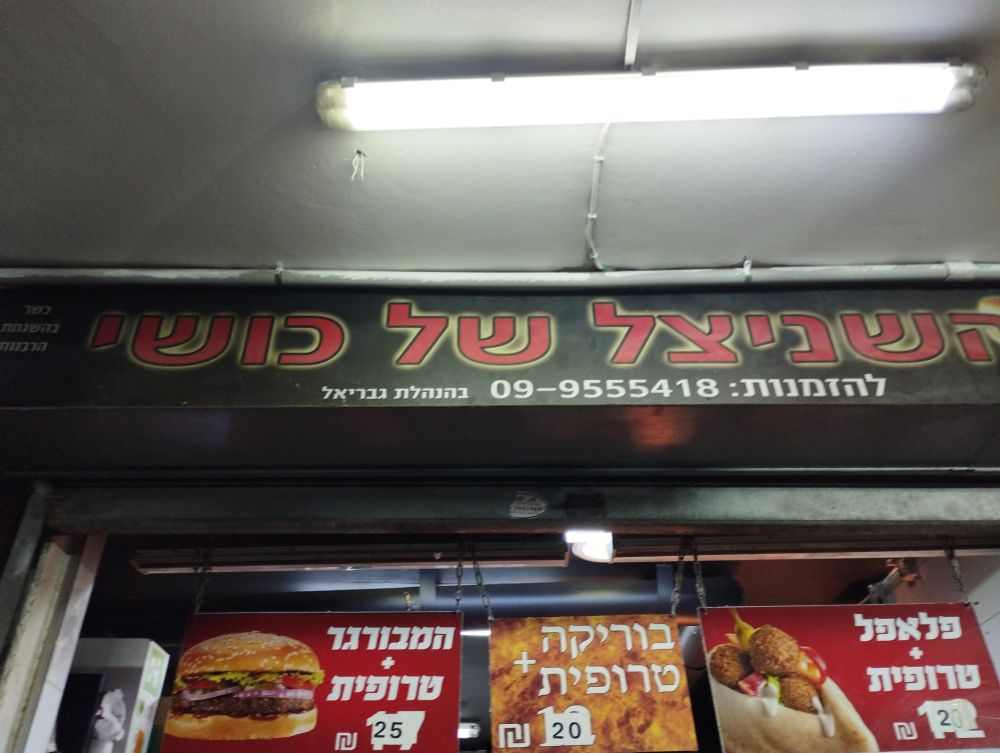 השניצל של כושי
להזמנות: 09-9555418 בהנהלת גבריאל
כשר
בהשגחת
הרבנות
פלאפל
+
טרופית
20 ₪
בוריקה
+
טרופית
20 ₪
המבורגר
+
טרופית
25 ₪